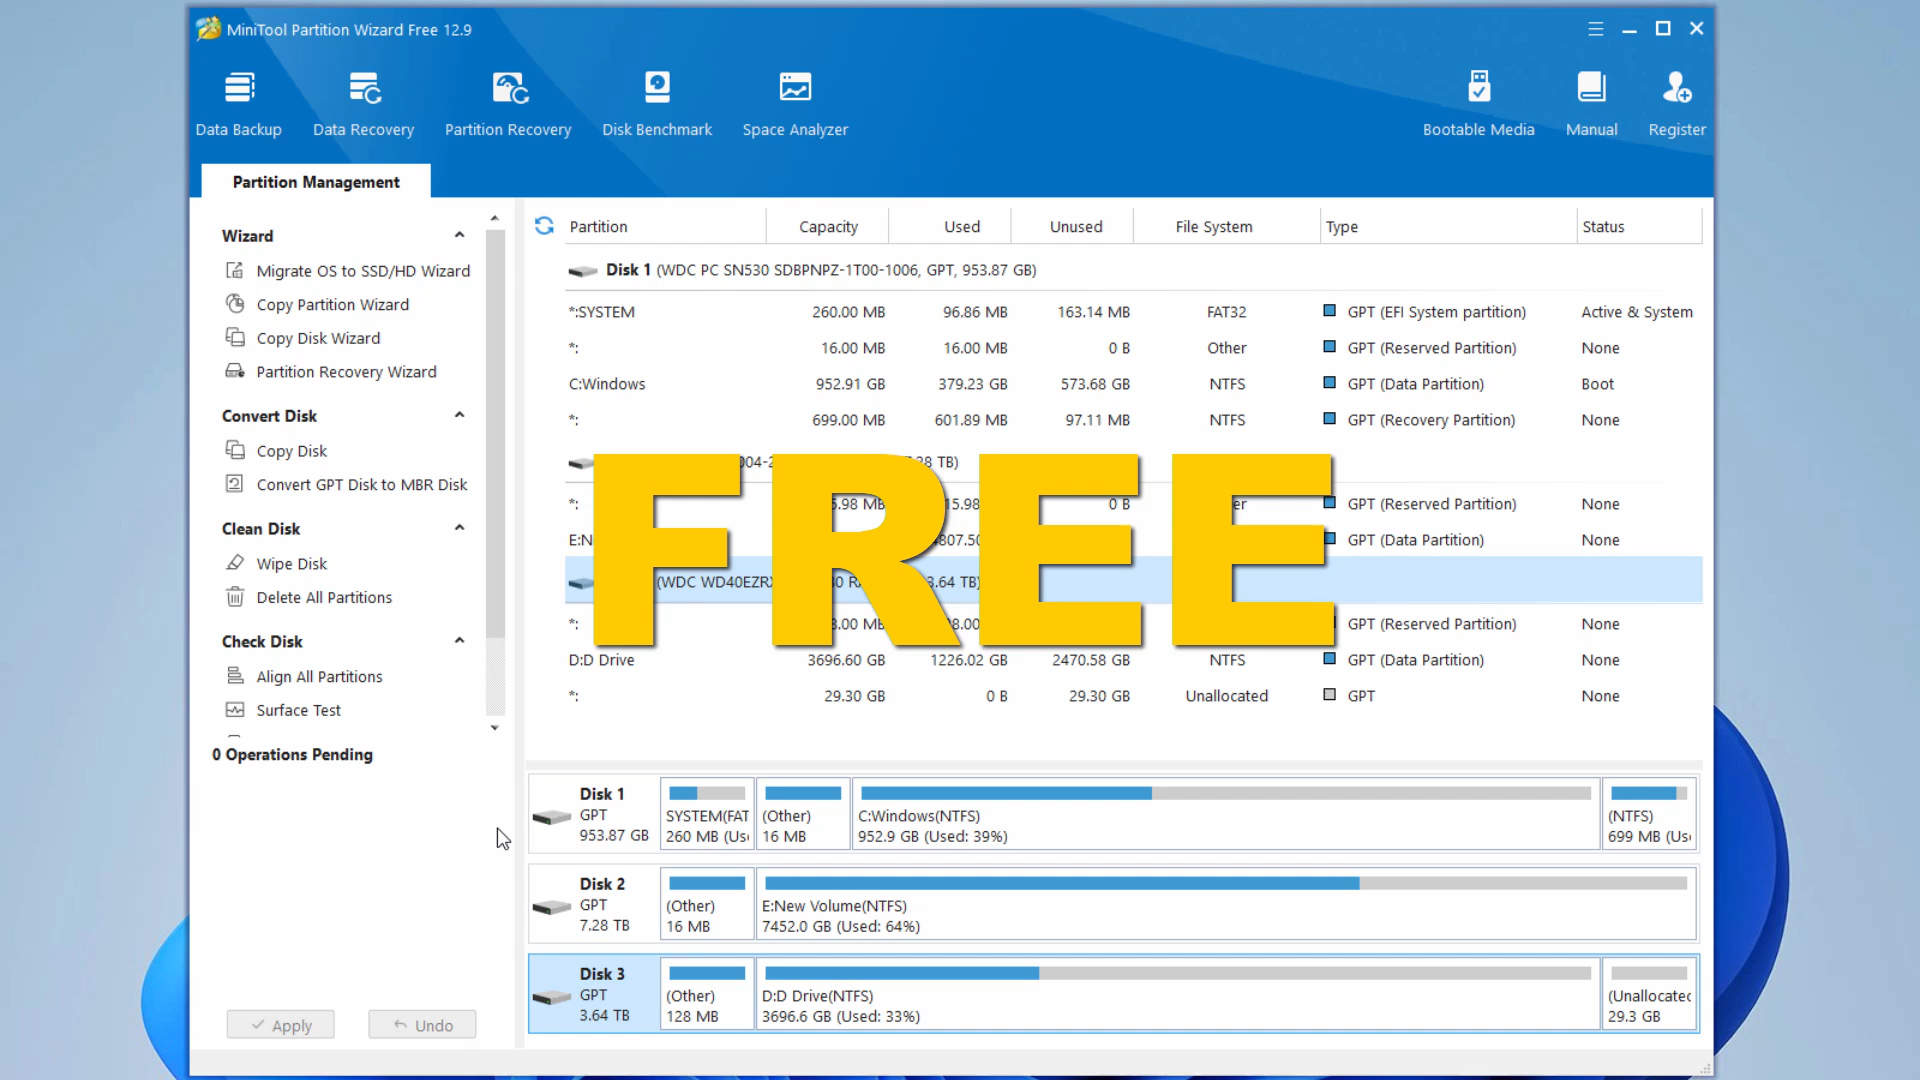 MiniTool Partition Wizard Free 12.9
Data Backup Data Recovery Partition Recovery Disk Benchmark Space Analyzer Bootable Media Manual Register
Partition Management
Wizard
Migrate OS to SSD/HD Wizard
Copy Partition Wizard
Copy Disk Wizard
Partition Recovery Wizard
Convert Disk
Copy Disk
Convert GPT Disk to MBR Disk
Clean Disk
Wipe Disk
Delete All Partitions
Check Disk
Align All Partitions
Surface Test
0 Operations Pending
Apply Undo
Partition Capacity Used Unused File System Type Status
Disk 1 (WDC PC SN530 SDBPNPZ-1T00-1006, GPT, 953.87 GB)
*:SYSTEM 260.00 MB 96.86 MB 163.14 MB FAT32 GPT (EFI System partition) Active & System
*: 16.00 MB 16.00 MB 0 B Other GPT (Reserved Partition) None
C:Windows 952.91 GB 379.23 GB 573.68 GB NTFS GPT (Data Partition) Boot
*: 699.00 MB 601.89 MB 97.11 MB NTFS GPT (Recovery Partition) None
TB)
*: 0 B GPT (Reserved Partition) None
GPT (Data Partition) None
(WDC TB)
*: GPT (Reserved Partition) None
D:D Drive 3696.60 GB 1226.02 GB 2470.58 GB NTFS GPT (Data Partition) None
*: 29.30 GB 0 B 29.30 GB Unallocated GPT None
FREE
Disk 1
GPT
953.87 GB
SYSTEM(FAT
260 MB (Us
(Other)
16 MB
C:Windows(NTFS)
952.9 GB (Used: 39%)
(NTFS)
699 MB (Us
Disk 2
GPT
7.28 TB
(Other)
16 MB
E:New Volume(NTFS)
7452.0 GB (Used: 64%)
Disk 3
GPT
3.64 TB
(Other)
128 MB
D:D Drive(NTFS)
3696.6 GB (Used: 33%)
(Unallocated
29.3 GB